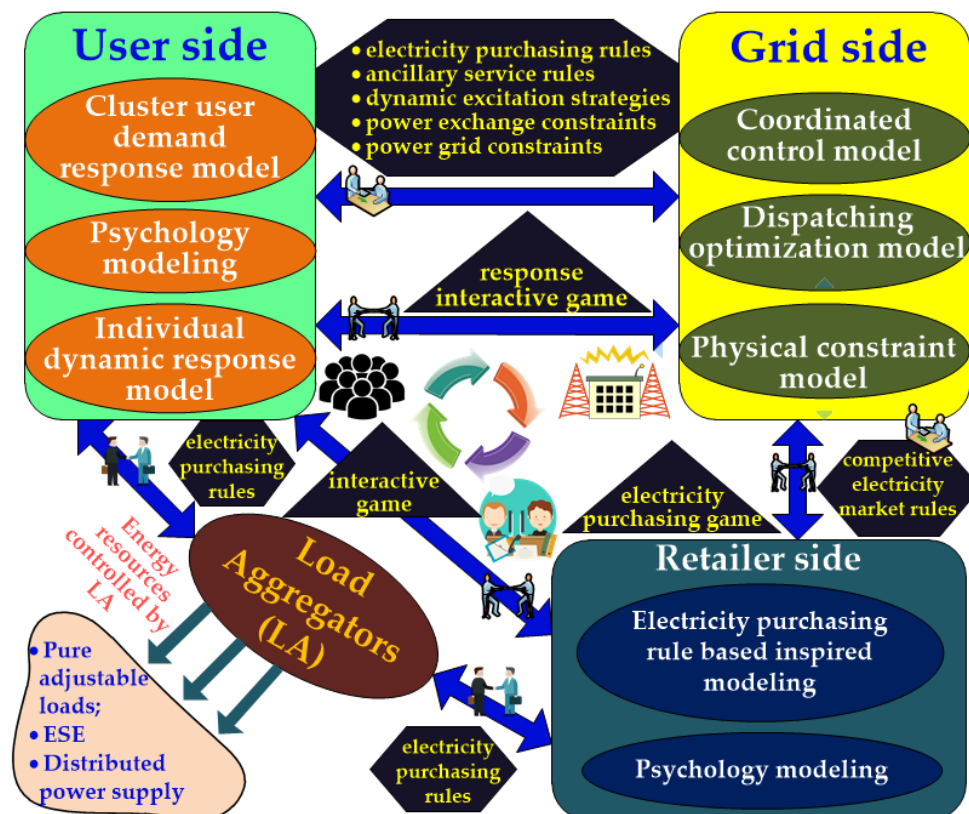 User side
Cluster user
demand
response model
Psychology
modeling
Individual
dynamic response
model
• electricity purchasing rules
• ancillary service rules
• dynamic excitation strategies
• power exchange constraints
• power grid constraints
response
interactive game
Grid side
Coordinated
control model
Dispatching
optimization model
Physical constraint
model
electricity
purchasing
rules
interactive
game
electricity
purchasing game
competitive
electricity
market rules
Energy
resources
controlled by
LA
Load
Aggregators
(LA)
• Pure
adjustable
loads;
• ESE
• Distributed
power supply
electricity
purchasing
rules
Retailer side
Electricity purchasing
rule based inspired
modeling
Psychology modeling